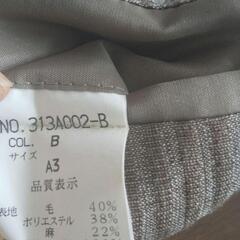 NO. 313A002-B
COL. B
サイズ
A3
品質表示
表地 毛 40%
ポリエステル 38%
麻 22%